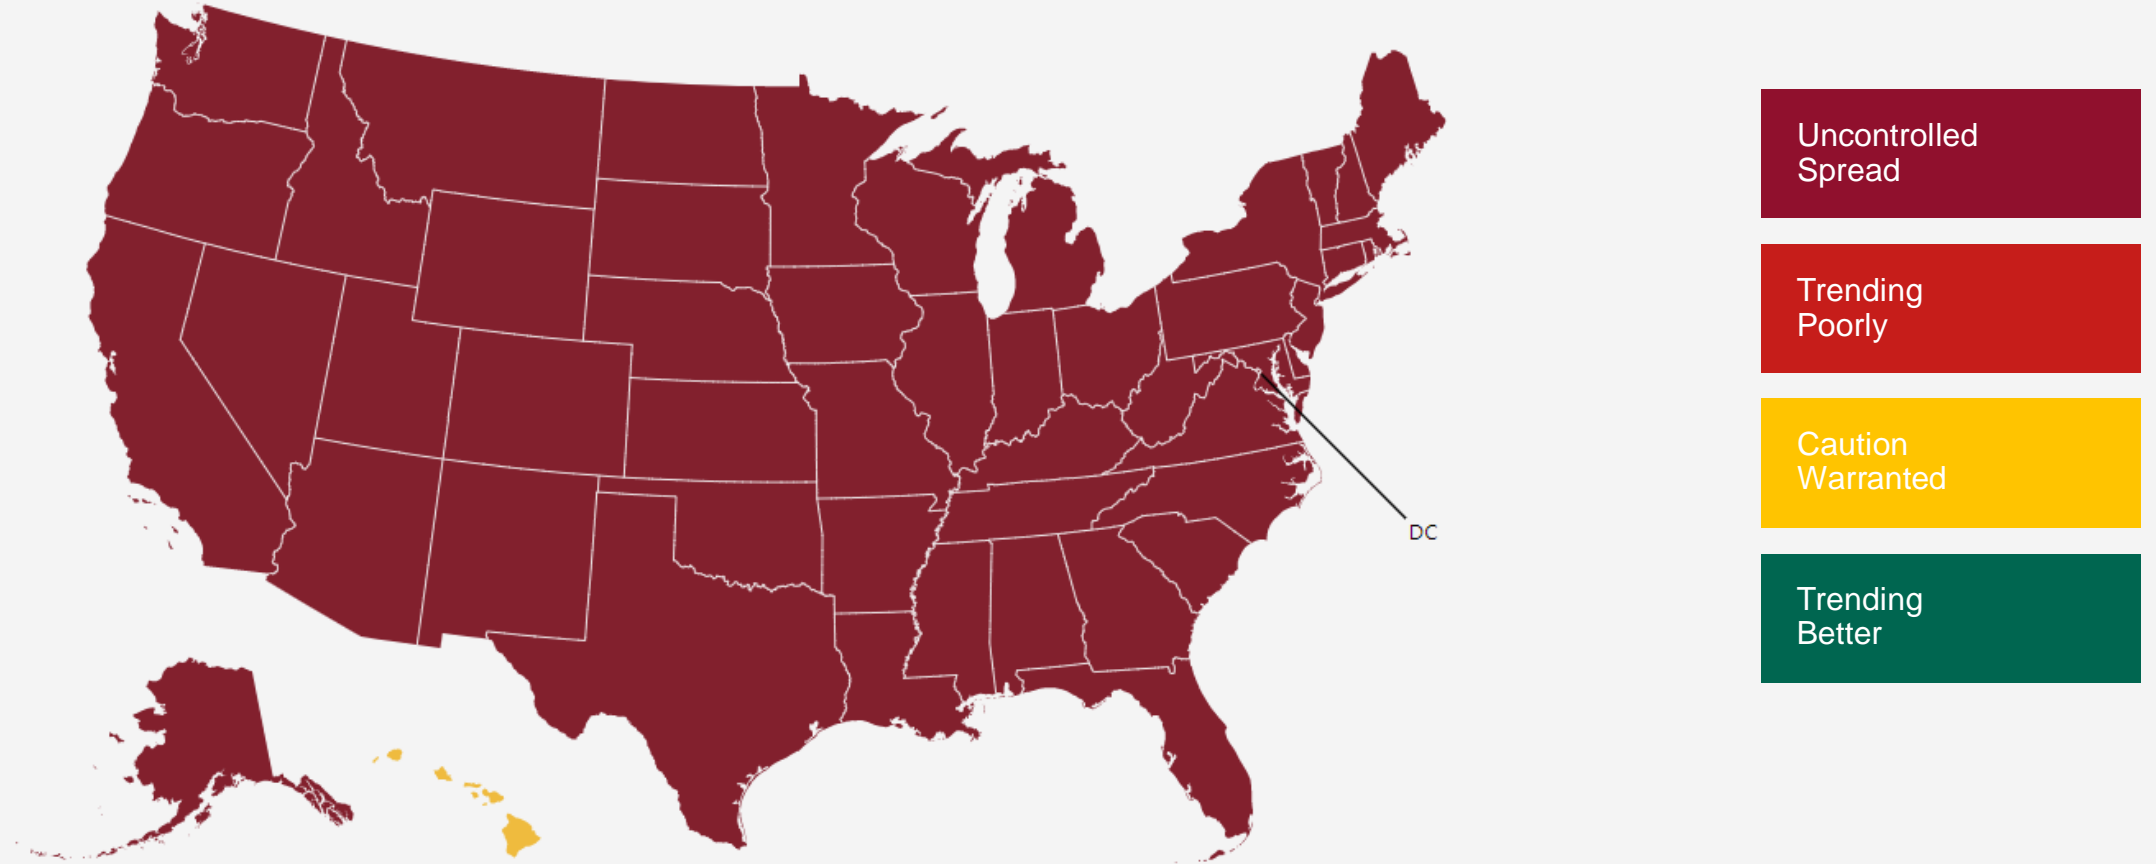 Uncontrolled
Spread
Trending
Poorly
Caution
Warranted
DC
Trending
Better